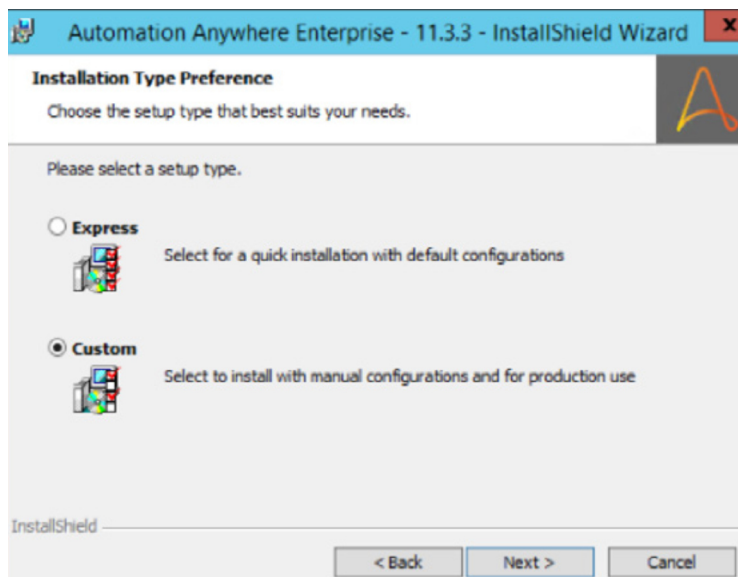 Automation Anywhere Enterprise - 11.3.3 - InstallShield Wizard
Installation Type Preference
Choose the setup type that best suits your needs.
Please select a setup type.
Express
Select for a quick installation with default configurations
Custom
Select to install with manual configurations and for production use
InstallShield
< Back Next > Cancel